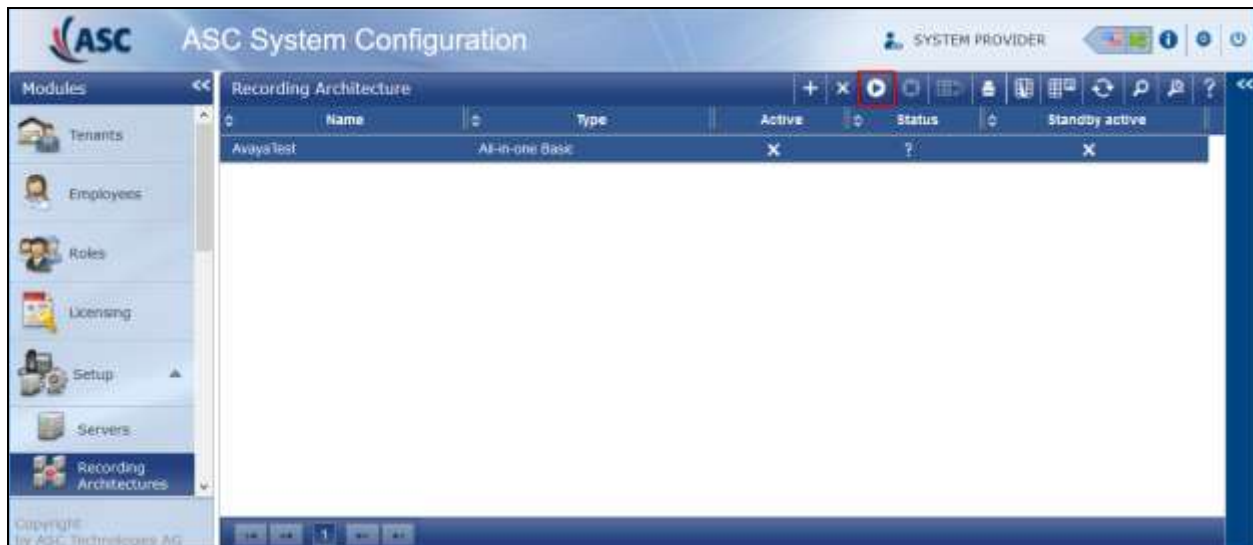 ASC
ASC System Configuration
SYSTEM PROVIDER
Modules
<<
Recording Architecture
?
<<
Name
Type
Active
Status
Standby active
AvayaTest
All-in-one Basic
?
Tenants
Employees
Roles
Licensing
Setup
Servers
Recording
Architectures
Copyright
by ASC Technologies AG
1